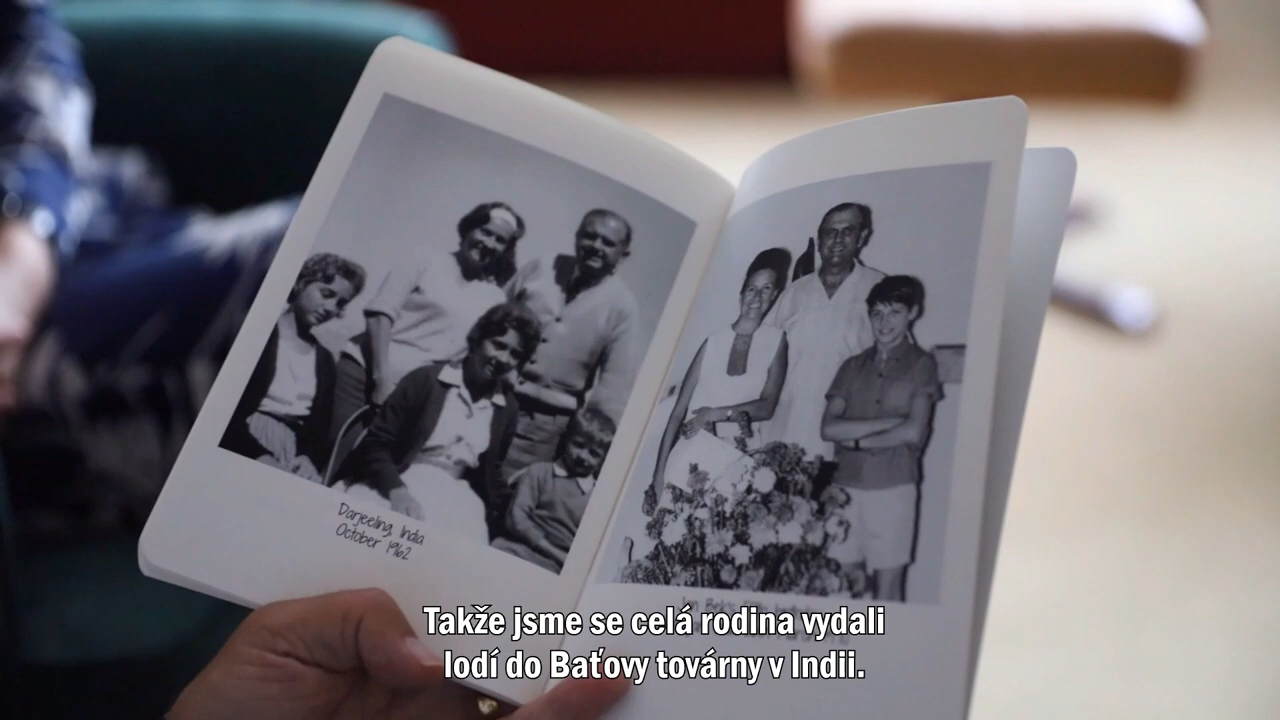 Darjeeling, India
October 1962
Takže jsme se celá rodina vydali
lodí do Baťovy továrny v Indii.